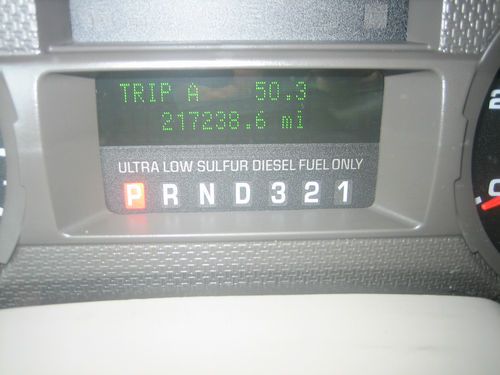 TRIP A 50.3
217238.6 mi
ULTRA LOW SULFUR DIESEL FUEL ONLY
P R N D 3 2 1